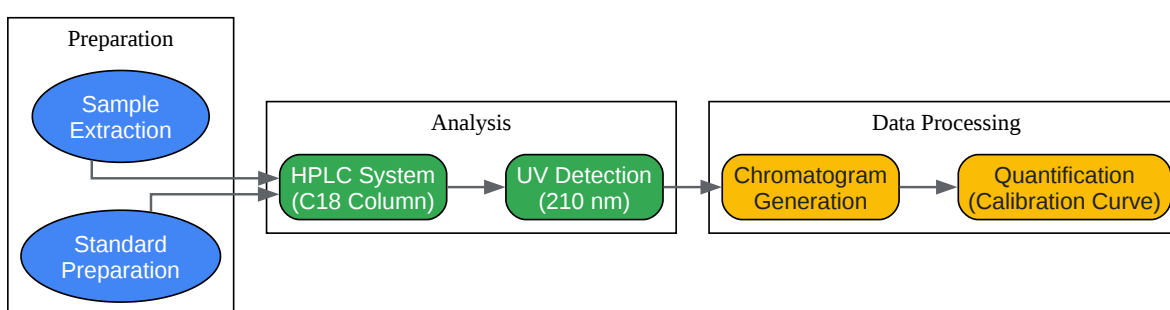 Preparation
Sample
Extraction
Standard
Preparation
Analysis
HPLC System
(C18 Column)
UV Detection
(210 nm)
Data Processing
Chromatogram
Generation
Quantification
(Calibration Curve)